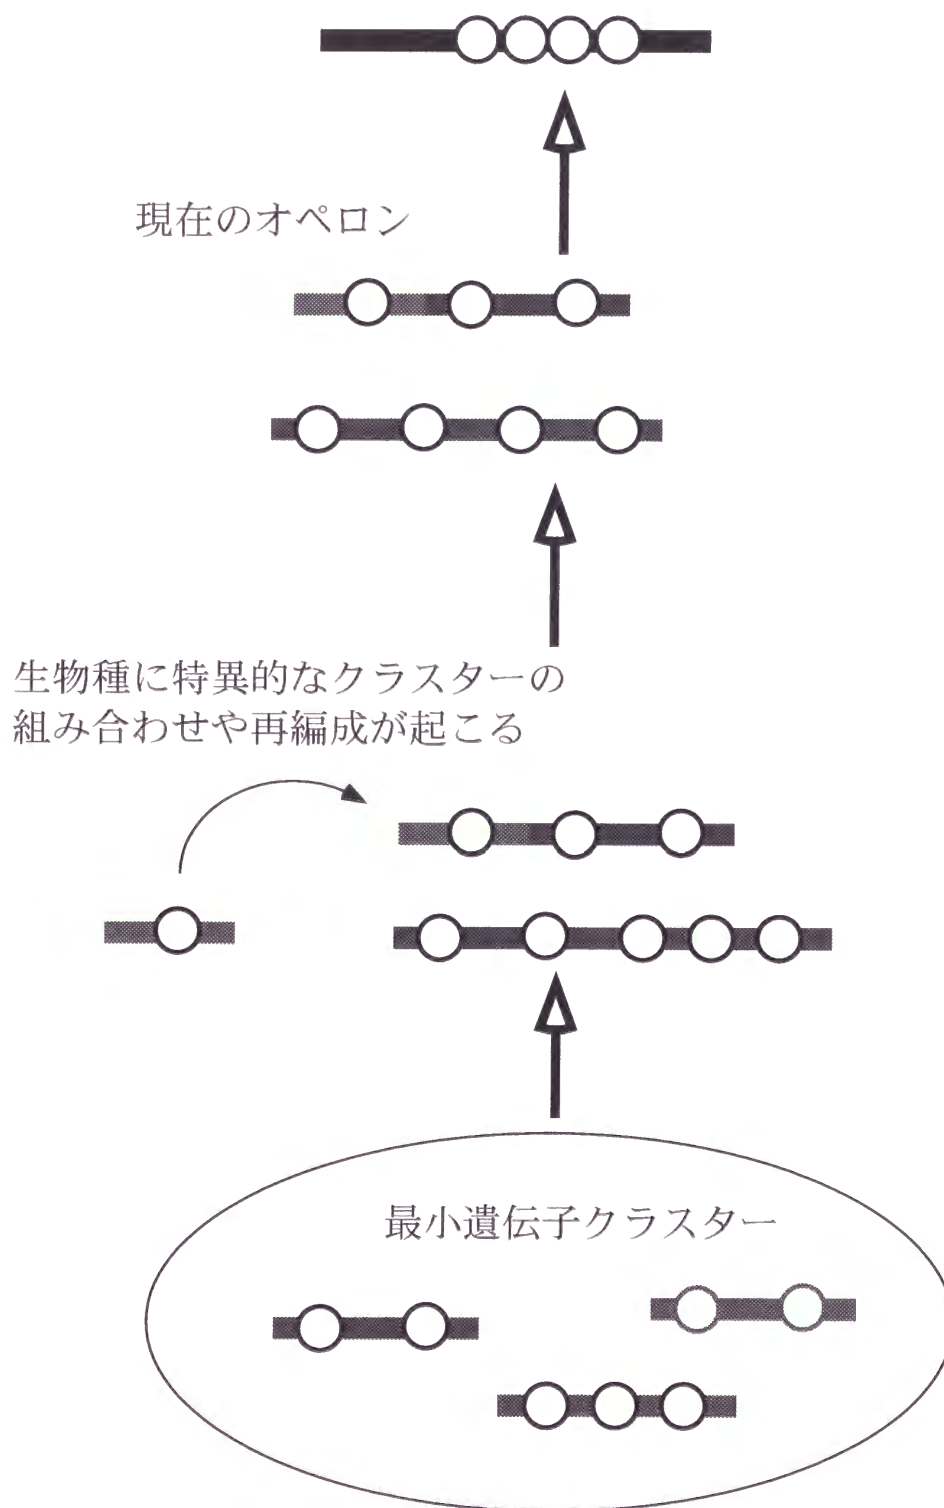 現在のオペロン
生物種に特異的なクラスターの
組み合わせや再編成が起こる
最小遺伝子クラスター